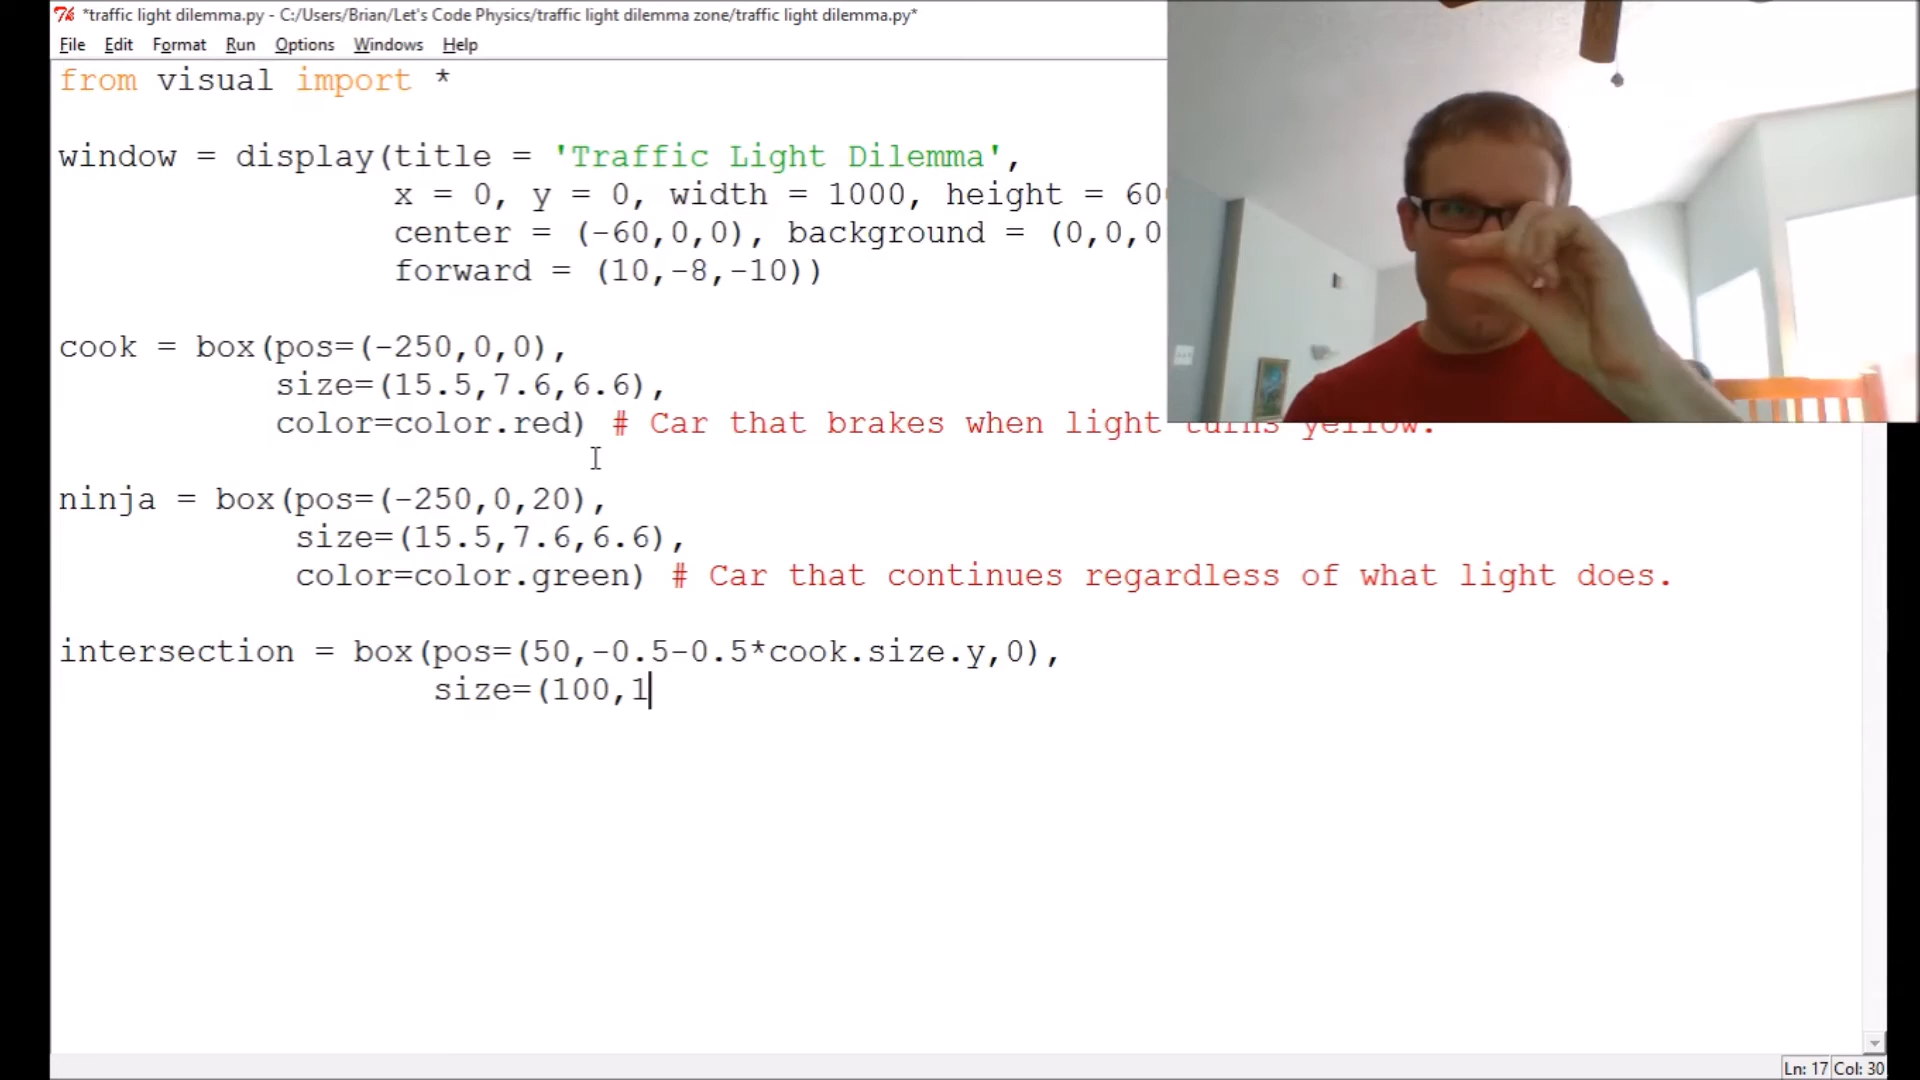 *traffic light dilemma.py - C:/Users/Brian/Let's Code Physics/traffic light dilemma zone/traffic light dilemma.py*
File Edit Format Run Options Windows Help
from visual import *
window = display(title = 'Traffic Light Dilemma',
x = 0, y = 0, width = 1000, height = 60
center = (-60,0,0), background = (0,0,0
forward = (10,-8,-10))
cook = box(pos=(-250,0,0),
size=(15.5,7.6,6.6),
color=color.red) # Car that brakes when light turns yellow.
ninja = box(pos=(-250,0,20),
size=(15.5,7.6,6.6),
color=color.green) # Car that continues regardless of what light does.
intersection = box(pos=(50,-0.5-0.5*cook.size.y,0),
size=(100,1
Ln: 17 Col: 30